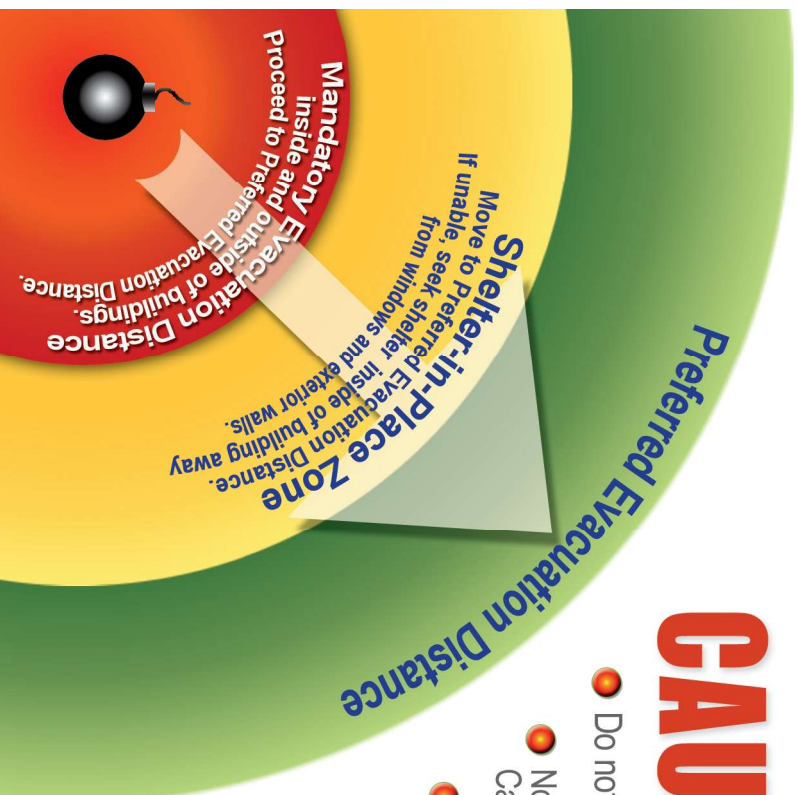 Mandatory Evacuation Distance
inside and outside of buildings.
Proceed to Preferred Evacuation Distance.
Shelter-in-Place Zone
Move to Preferred Evacuation Distance.
If unable, seek shelter inside of building away
from windows and exterior walls.
Preferred Evacuation Distance
CAU
Do not
No
Ca